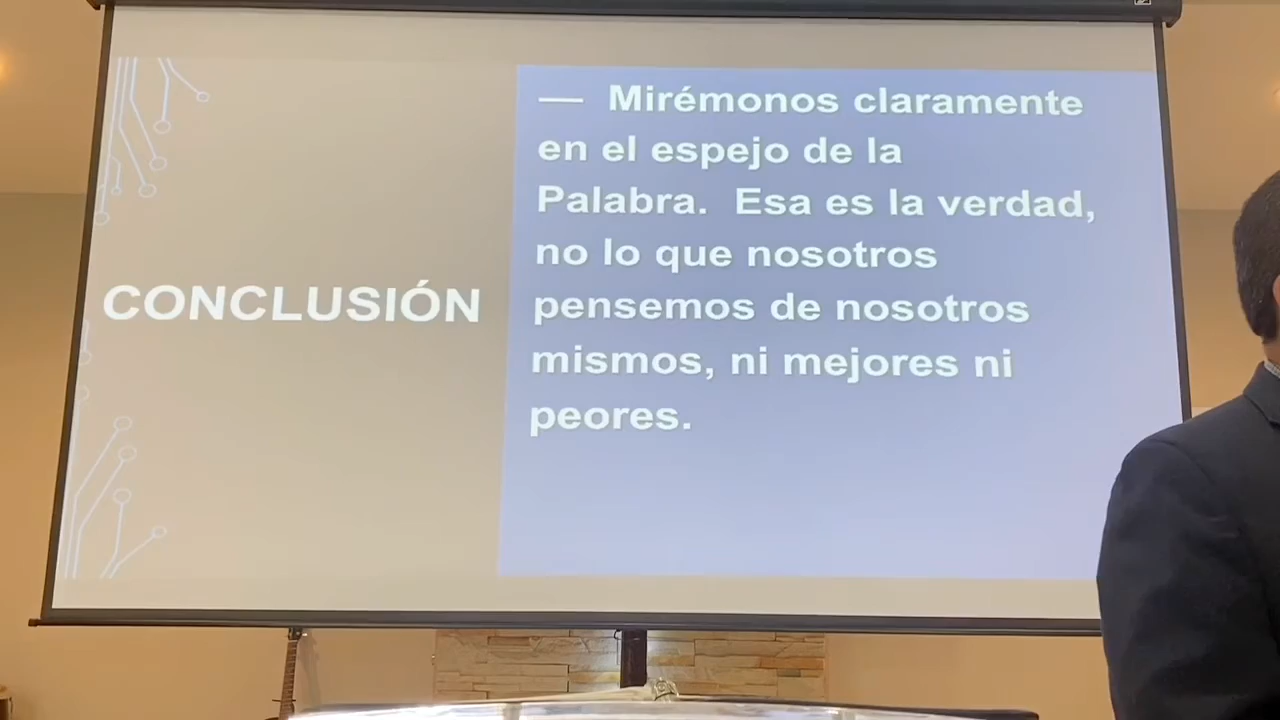 CONCLUSIÓN
— Mirémonos claramente
en el espejo de la
Palabra. Esa es la verdad,
no lo que nosotros
pensemos de nosotros
mismos, ni mejores ni
peores.